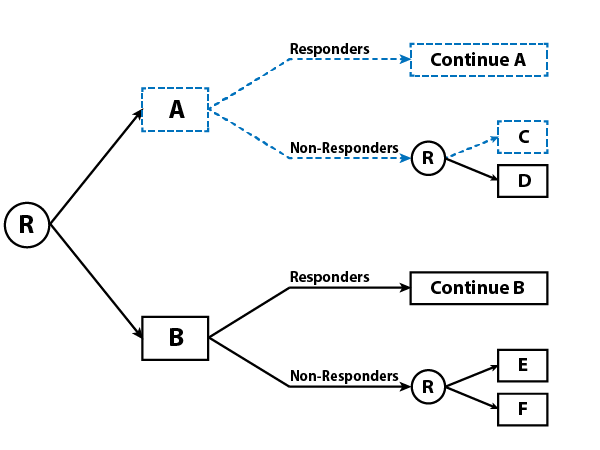 Responders
Continue A
A
C
Non-Responders
R
D
R
Responders
Continue B
B
E
Non-Responders
R
F